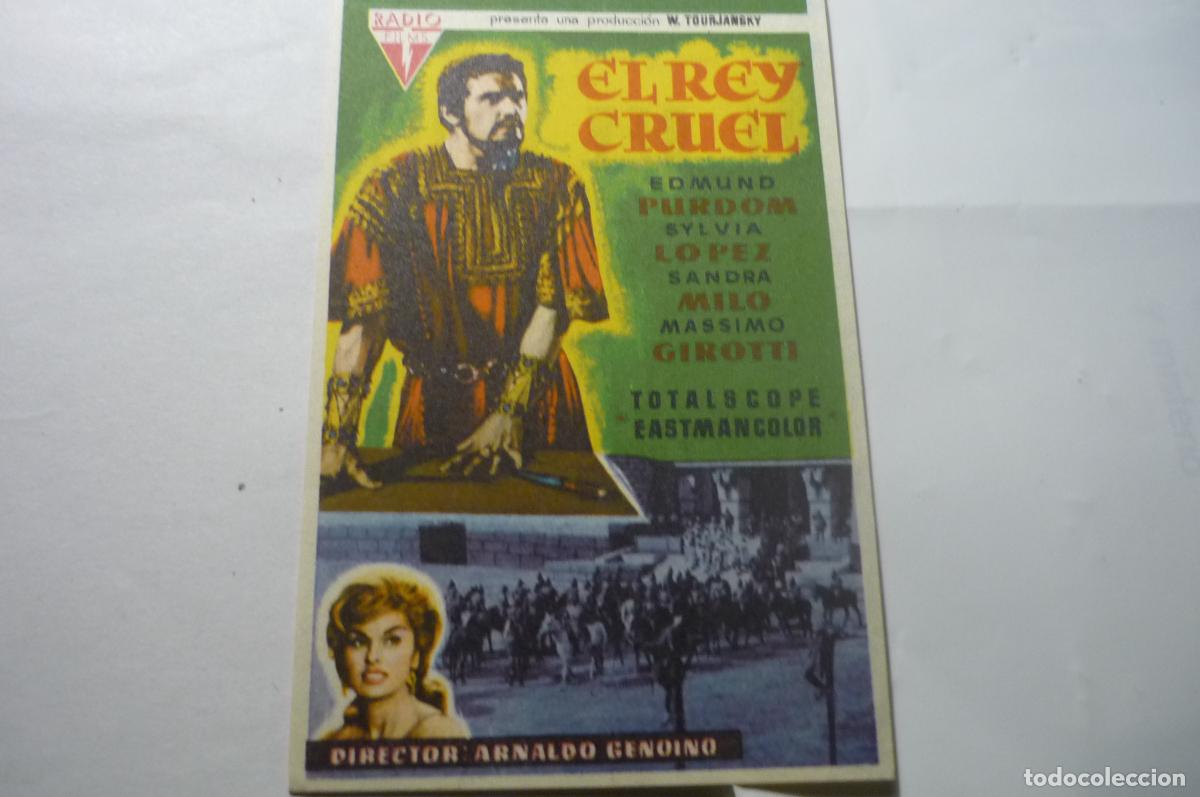 RADIO
FILMS
presenta una producción W. TOURJANSKY
EL REY
CRUEL
EDMUND
PURDOM
SYLVIA
LOPEZ
SANDRA
MILO
MASSIMO
GIROTTI
TOTALSCOPE
"EASTMANCOLOR"
DIRECTOR: ARNALDO GENOINO
todocoleccion